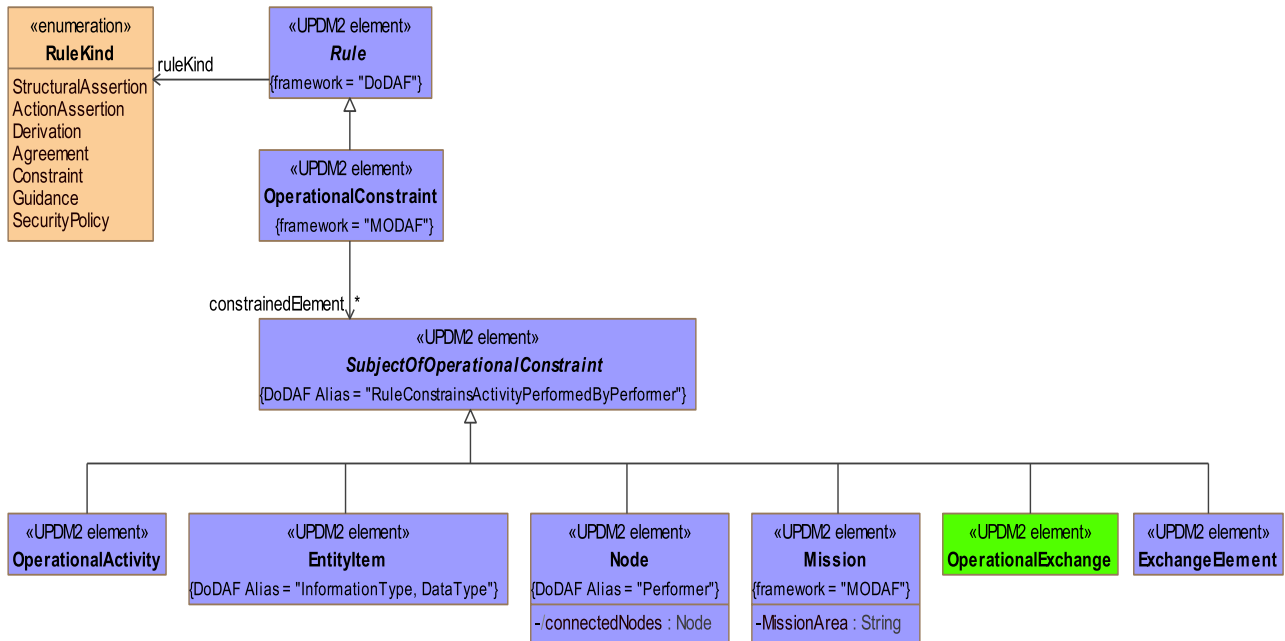 «enumeration»
RuleKind
StructuralAssertion
ActionAssertion
Derivation
Agreement
Constraint
Guidance
SecurityPolicy
ruleKind
«UPDM2 element»
Rule
{framework = "DoDAF"}
«UPDM2 element»
OperationalConstraint
{framework = "MODAF"}
constrainedElement *
«UPDM2 element»
SubjectOfOperationalConstraint
{DoDAF Alias = "RuleConstrainsActivityPerformedByPerformer"}
«UPDM2 element»
OperationalActivity
«UPDM2 element»
EntityItem
{DoDAF Alias = "InformationType, DataType"}
«UPDM2 element»
Node
{DoDAF Alias = "Performer"}
-/connectedNodes : Node
«UPDM2 element»
Mission
{framework = "MODAF"}
-MissionArea : String
«UPDM2 element»
OperationalExchange
«UPDM2 element»
ExchangeElement